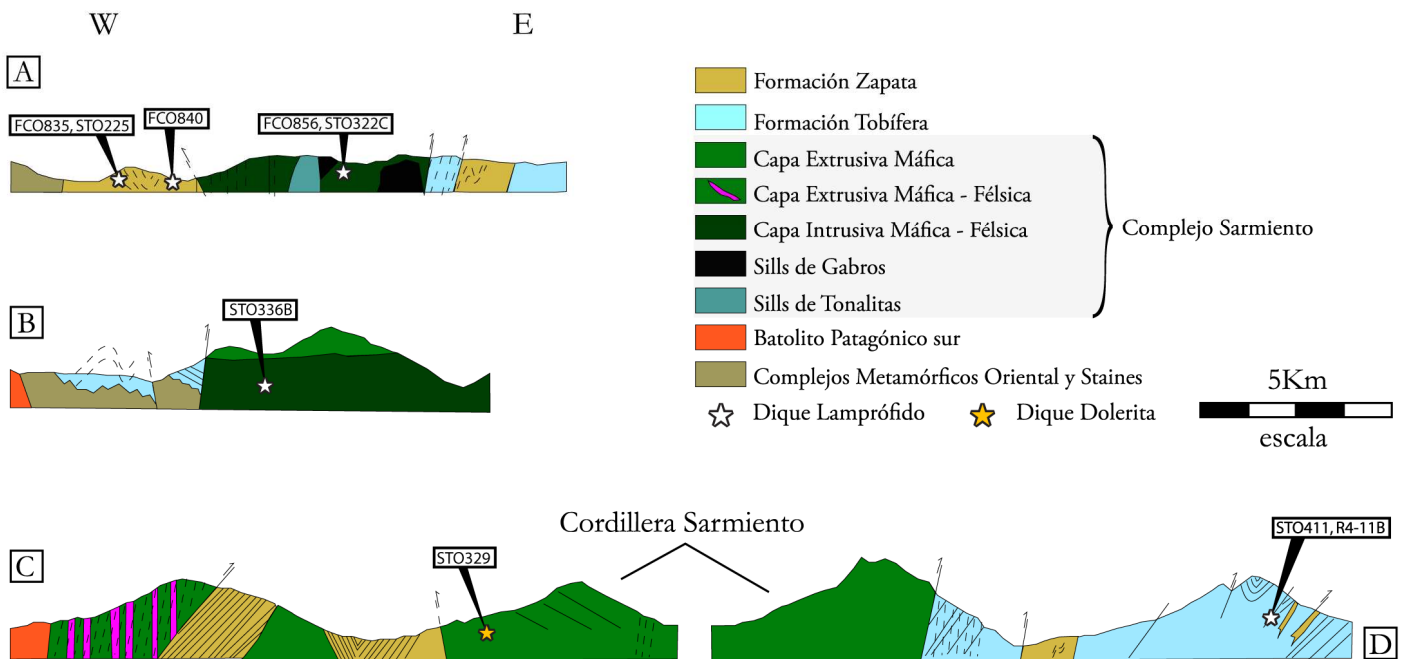 W
E
A
FCO835, STO225
FCO840
FCO856, STO322C
Formación Zapata
Formación Tobífera
Capa Extrusiva Máfica
Capa Extrusiva Máfica - Félsica
Capa Intrusiva Máfica - Félsica
Sills de Gabros
Sills de Tonalitas
Complejo Sarmiento
Batolito Patagónico sur
Complejos Metamórficos Oriental y Staines
Dique Lamprófido
Dique Dolerita
5Km
escala
B
STO336B
Cordillera Sarmiento
C
STO329
STO411, R4-11B
D